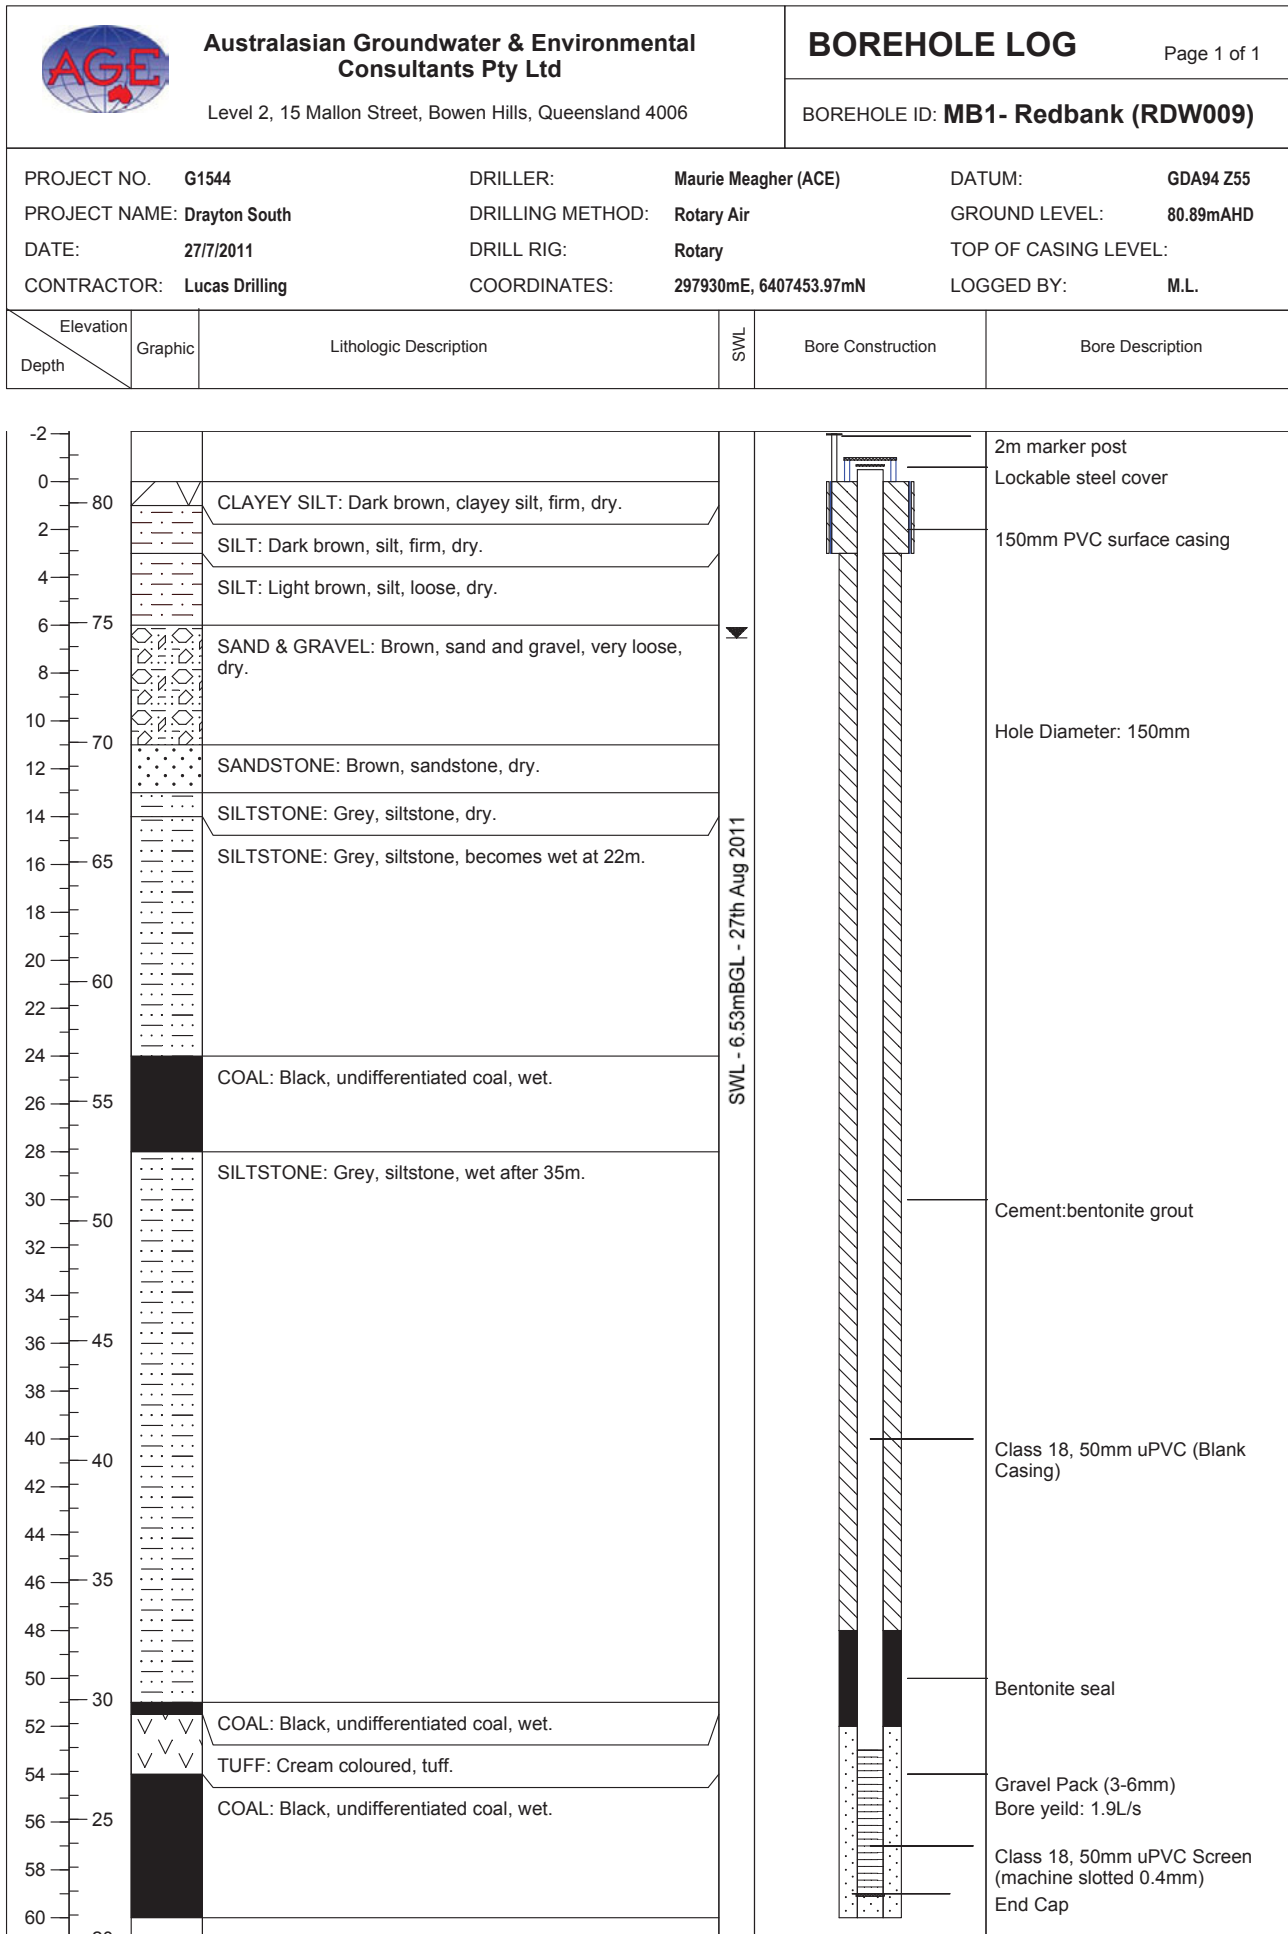 AGE
Australasian Groundwater & Environmental
Consultants Pty Ltd
Level 2, 15 Mallon Street, Bowen Hills, Queensland 4006
BOREHOLE LOG
Page 1 of 1
BOREHOLE ID: MB1- Redbank (RDW009)
PROJECT NO. G1544
PROJECT NAME: Drayton South
DATE: 27/7/2011
CONTRACTOR: Lucas Drilling
DRILLER: Maurie Meagher (ACE)
DRILLING METHOD: Rotary Air
DRILL RIG: Rotary
COORDINATES: 297930mE, 6407453.97mN
DATUM: GDA94 Z55
GROUND LEVEL: 80.89mAHD
TOP OF CASING LEVEL:
LOGGED BY: M.L.
Elevation
Depth
Graphic
Lithologic Description
SWL
Bore Construction
Bore Description
-2
0
2
4
6
8
10
12
14
16
18
20
22
24
26
28
30
32
34
36
38
40
42
44
46
48
50
52
54
56
58
60
80
75
70
65
60
55
50
45
40
35
30
25
CLAYEY SILT: Dark brown, clayey silt, firm, dry.
SILT: Dark brown, silt, firm, dry.
SILT: Light brown, silt, loose, dry.
SAND & GRAVEL: Brown, sand and gravel, very loose,
dry.
SANDSTONE: Brown, sandstone, dry.
SILTSTONE: Grey, siltstone, dry.
SILTSTONE: Grey, siltstone, becomes wet at 22m.
COAL: Black, undifferentiated coal, wet.
SILTSTONE: Grey, siltstone, wet after 35m.
COAL: Black, undifferentiated coal, wet.
TUFF: Cream coloured, tuff.
COAL: Black, undifferentiated coal, wet.
SWL - 6.53mBGL - 27th Aug 2011
2m marker post
Lockable steel cover
150mm PVC surface casing
Hole Diameter: 150mm
Cement:bentonite grout
Class 18, 50mm uPVC (Blank
Casing)
Bentonite seal
Gravel Pack (3-6mm)
Bore yeild: 1.9L/s
Class 18, 50mm uPVC Screen
(machine slotted 0.4mm)
End Cap